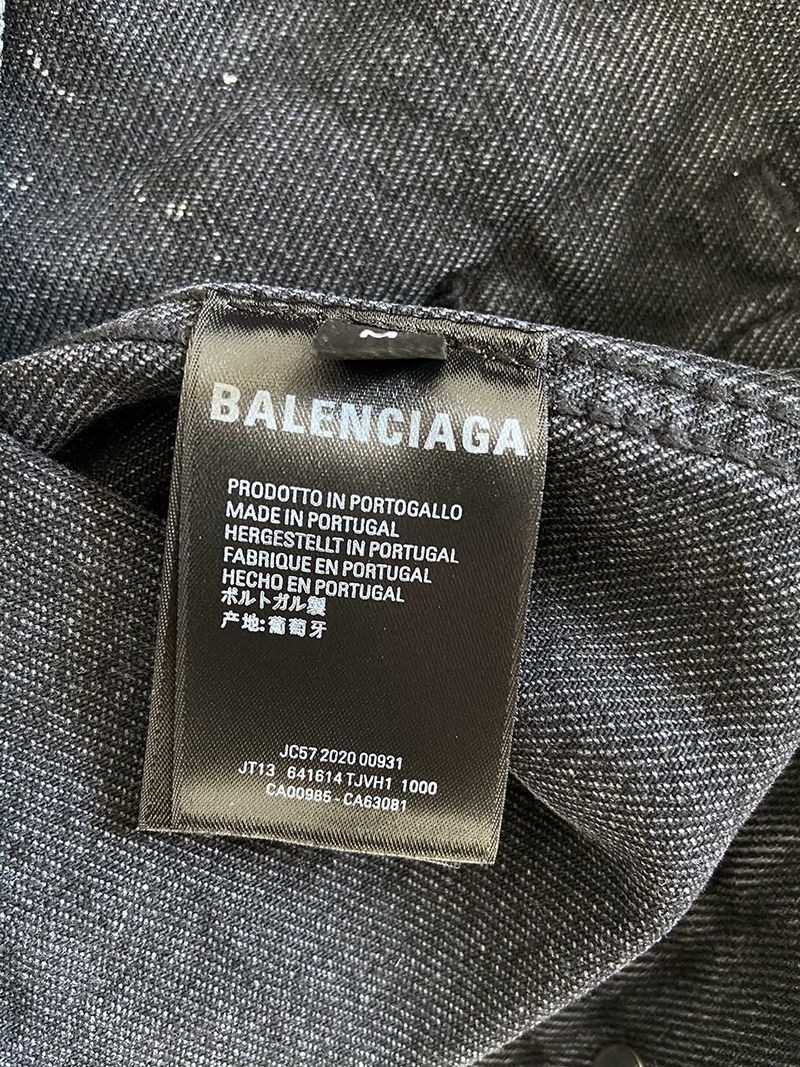 BALENCIAGA
PRODOTTO IN PORTOGALLO
MADE IN PORTUGAL
HERGESTELLT IN PORTUGAL
FABRIQUE EN PORTUGAL
HECHO EN PORTUGAL
ポルトガル製
产地:葡萄牙
JC57 2020 00931
JT13 641614 TJVH1 1000
CA00985-CA63081